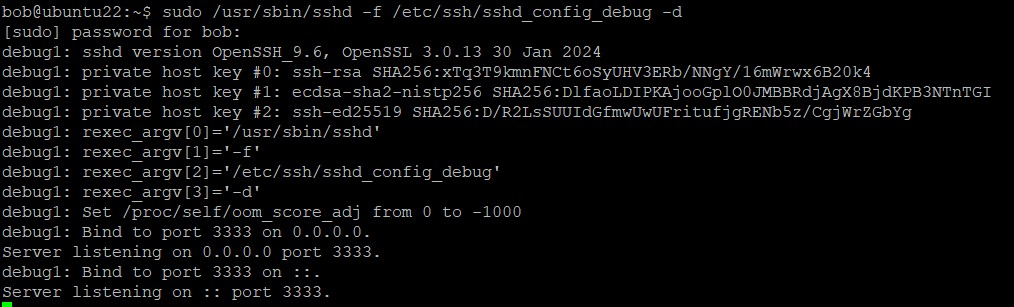 bob@ubuntu22:~$ sudo /usr/sbin/sshd -f /etc/ssh/sshd_config_debug -d
[sudo] password for bob:
debug1: sshd version OpenSSH_9.6, OpenSSL 3.0.13 30 Jan 2024
debug1: private host key #0: ssh-rsa SHA256:xTq3T9kmnFNCt6oSyUHV3ERb/NNgY/16mWrwx6B20k4
debug1: private host key #1: ecdsa-sha2-nistp256 SHA256:DlfaoLDIPKAjooGplO0JMBBRdjAgX8BjdKPB3NTnTGI
debug1: private host key #2: ssh-ed25519 SHA256:D/R2LsSUUIdGfmwUwUFritufjgRENb5z/CgjWrZGbYg
debug1: rexec_argv[0]='/usr/sbin/sshd'
debug1: rexec_argv[1]='-f'
debug1: rexec_argv[2]='/etc/ssh/sshd_config_debug'
debug1: rexec_argv[3]='-d'
debug1: Set /proc/self/oom_score_adj from 0 to -1000
debug1: Bind to port 3333 on 0.0.0.0.
Server listening on 0.0.0.0 port 3333.
debug1: Bind to port 3333 on ::.
Server listening on :: port 3333.